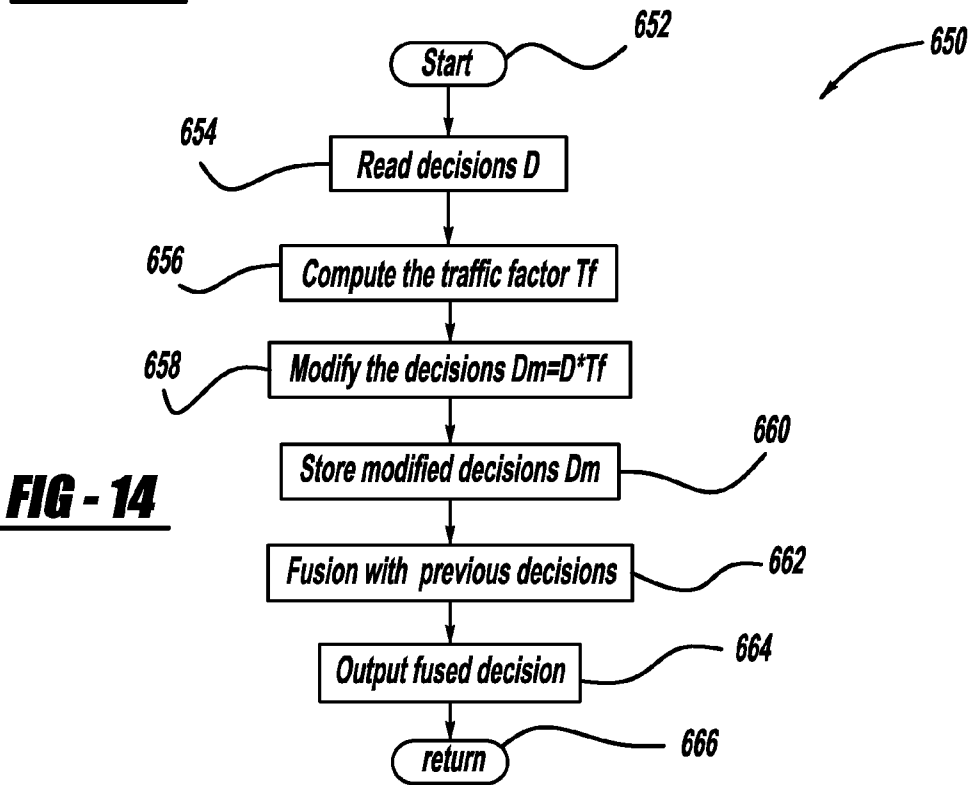 652
650
Start
654
Read decisions D
656
Compute the traffic factor Tf
658
Modify the decisions Dm=D*Tf
660
Store modified decisions Dm
FIG - 14
Fusion with previous decisions
662
Output fused decision
664
return
666